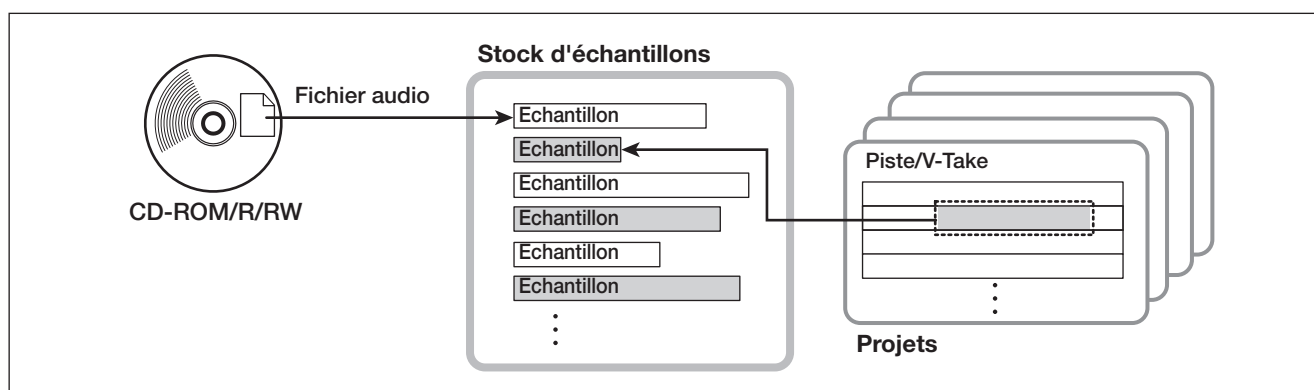 Stock d'échantillons
Fichier audio
CD-ROM/R/RW
Echantillon
Echantillon
Echantillon
Echantillon
Echantillon
Echantillon
Piste/V-Take
Projets